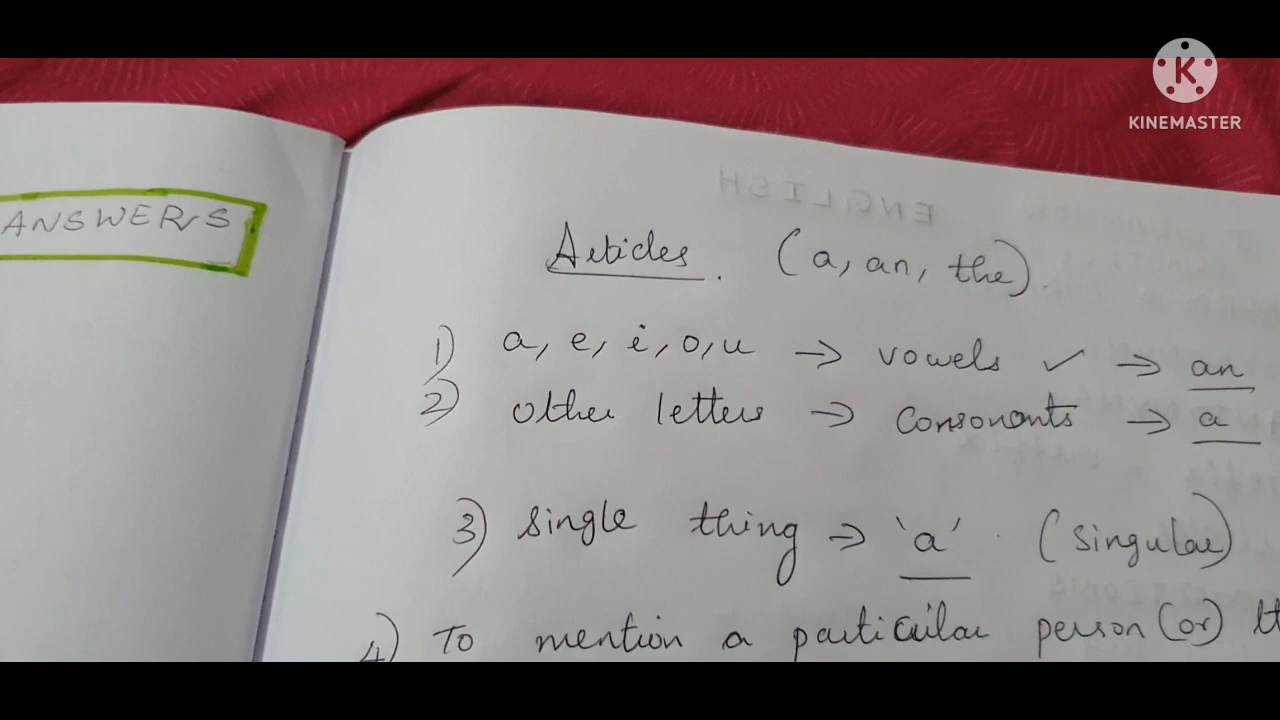 KINEMASTER
ANSWERS
ENGLISH
Articles. (a, an, the).
1) a, e, i, o, u → vowels ✓ → an
2) other letters → consonants → a
3) single thing → 'a'. (singular)
4) To mention a particular person (or)